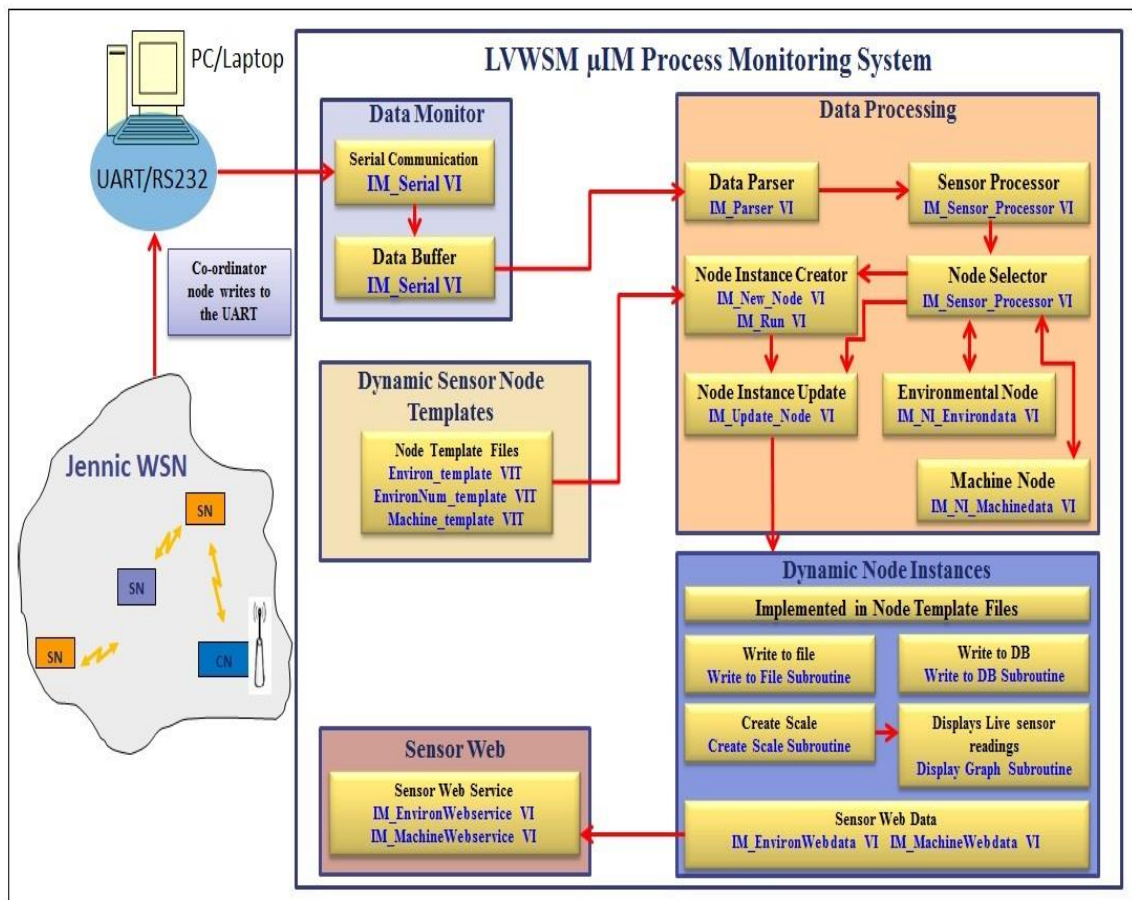 PC/Laptop
UART/RS232
Co-ordinator
node writes to
the UART
Jennic WSN
SN
SN
SN
CN
LVWSM µIM Process Monitoring System
Data Monitor
Serial Communication
IM_Serial VI
Data Buffer
IM_Serial VI
Dynamic Sensor Node
Templates
Node Template Files
Environ_template VIT
EnvironNum_template VIT
Machine_template VIT
Data Processing
Data Parser
IM_Parser VI
Sensor Processor
IM_Sensor_Processor VI
Node Instance Creator
IM_New_Node VI
IM_Run VI
Node Selector
IM_Sensor_Processor VI
Node Instance Update
IM_Update_Node VI
Environmental Node
IM_NI_Environdata VI
Machine Node
IM_NI_Machinedata VI
Dynamic Node Instances
Implemented in Node Template Files
Write to file
Write to File Subroutine
Write to DB
Write to DB Subroutine
Create Scale
Create Scale Subroutine
Displays Live sensor
readings
Display Graph Subroutine
Sensor Web Data
IM_EnvironWebdata VI IM_MachineWebdata VI
Sensor Web
Sensor Web Service
IM_EnvironWebservice VI
IM_MachineWebservice VI